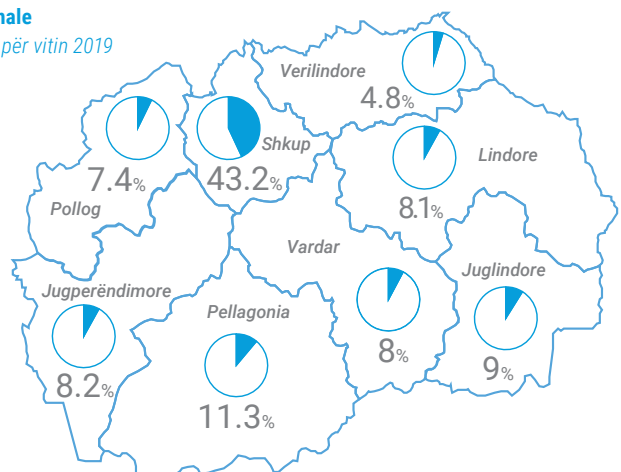 nale
për vitin 2019
Verilindore
4.8%
Shkup
43.2%
7.4%
Pollog
Lindore
8.1%
Vardar
8%
Juglindore
9%
Jugperëndimore
8.2%
Pellagonia
11.3%